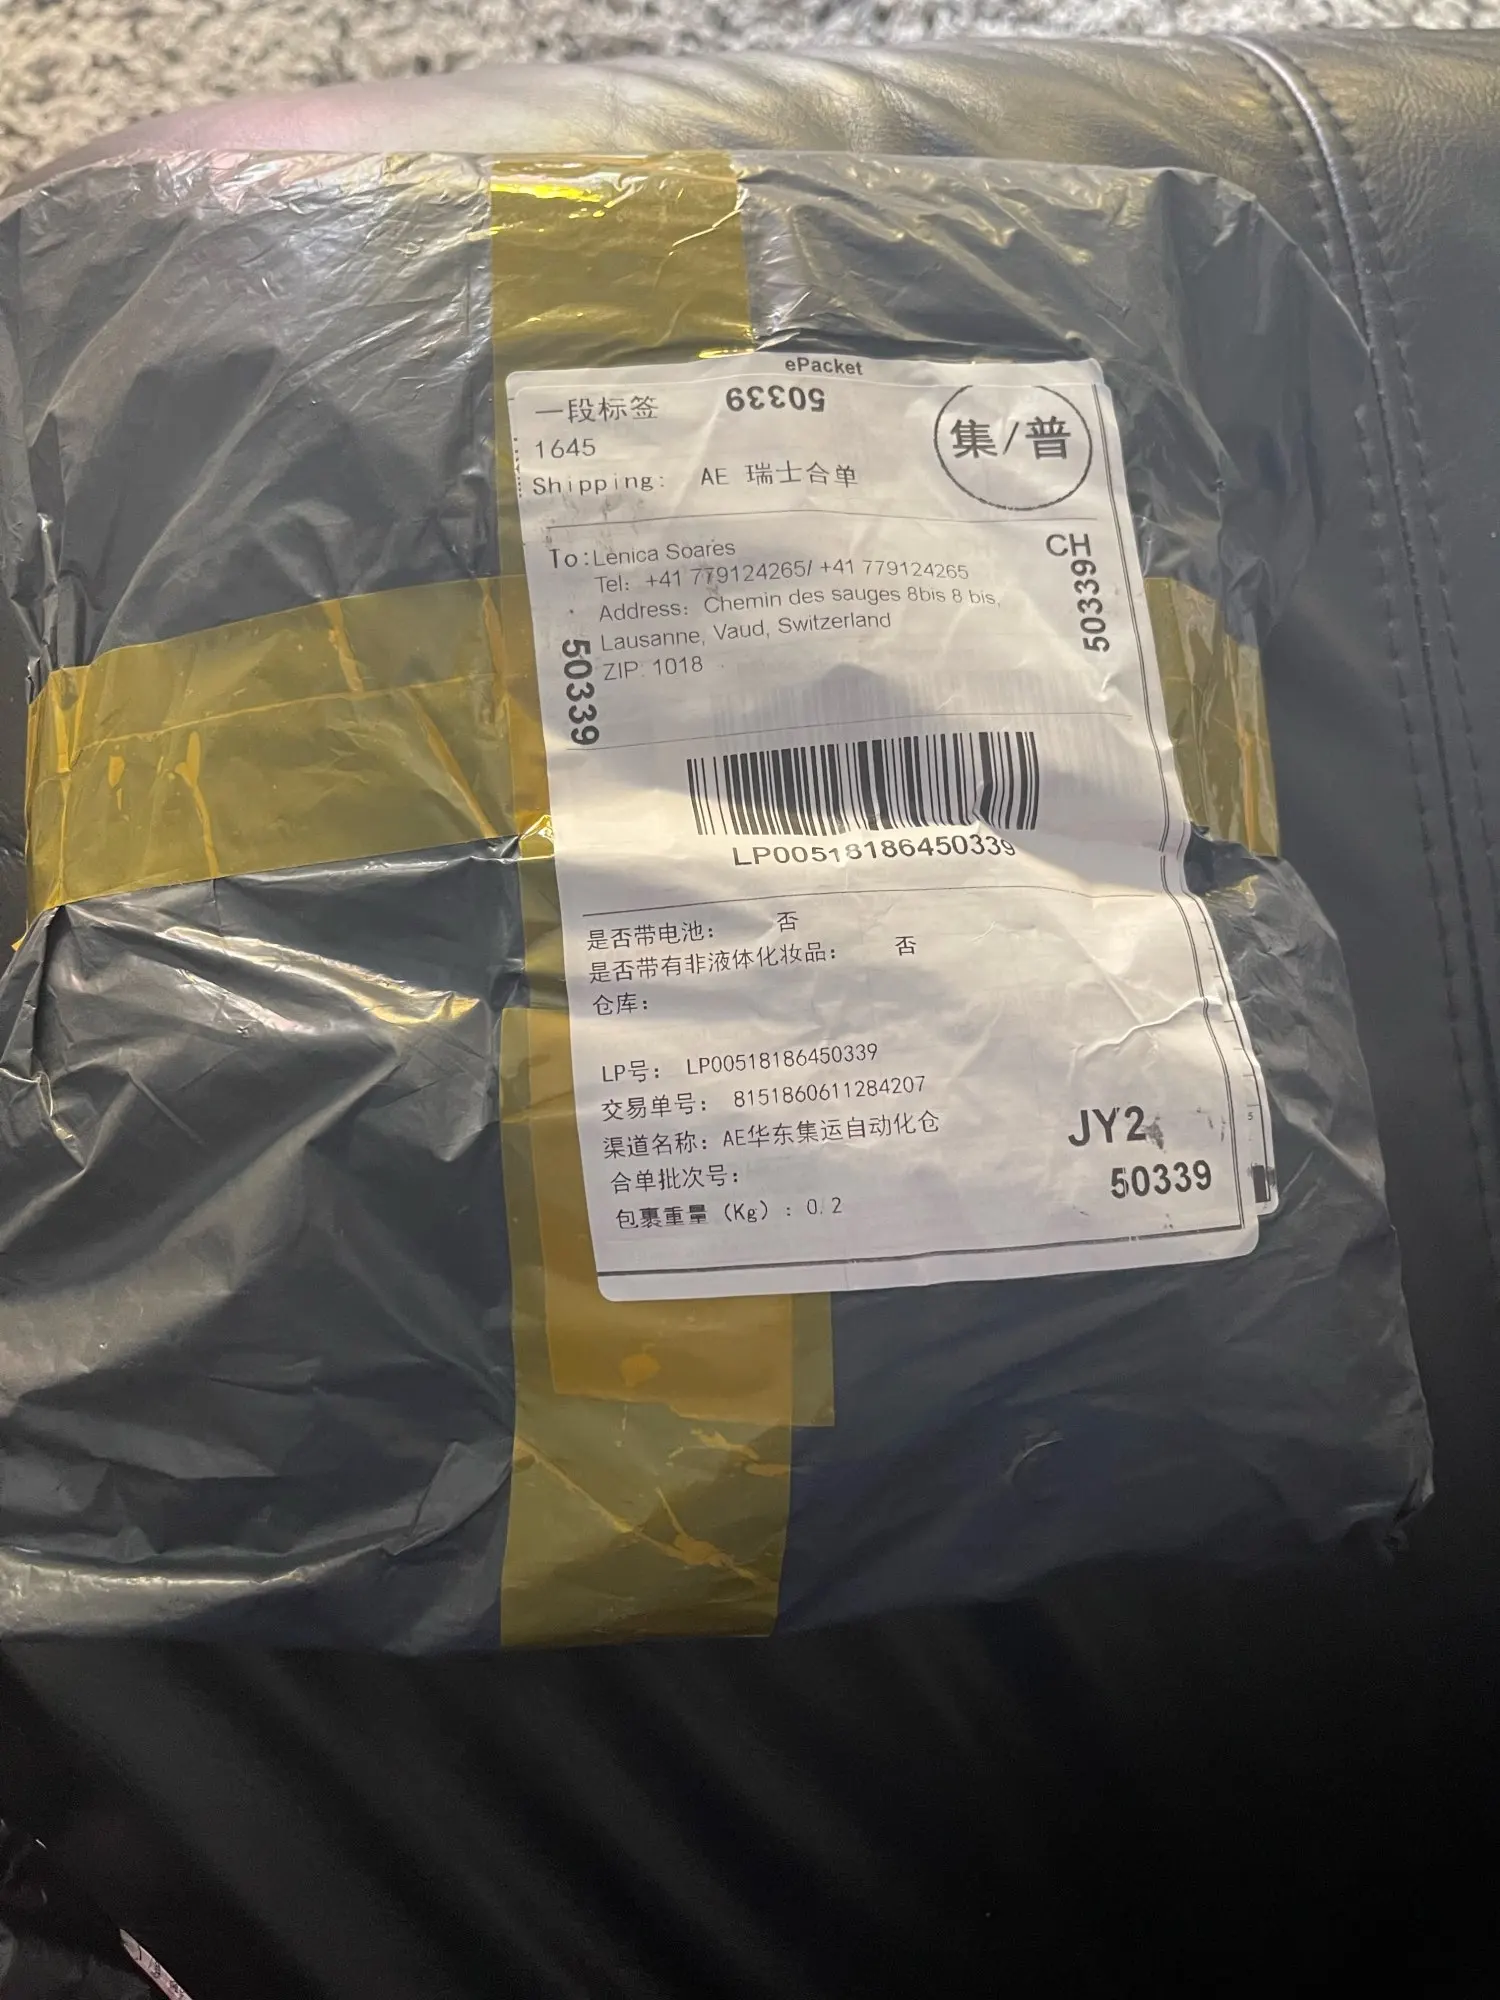 ePacket
一段标签
50339
集/普
1645
Shipping: AE 瑞士合单
To: Lenica Soares
Tel: +41 779124265/ +41 779124265
Address: Chemin des sauges 8bis 8 bis,
Lausanne, Vaud, Switzerland
ZIP: 1018
50339CH
50339
LP00518186450339
是否带电池: 否
是否带有非液体化妆品: 否
仓库:
LP号: LP00518186450339
交易单号: 8151860611284207
渠道名称: AE华东集运自动化仓
合单批次号:
包裹重量 (Kg) : 0.2
JY2
50339